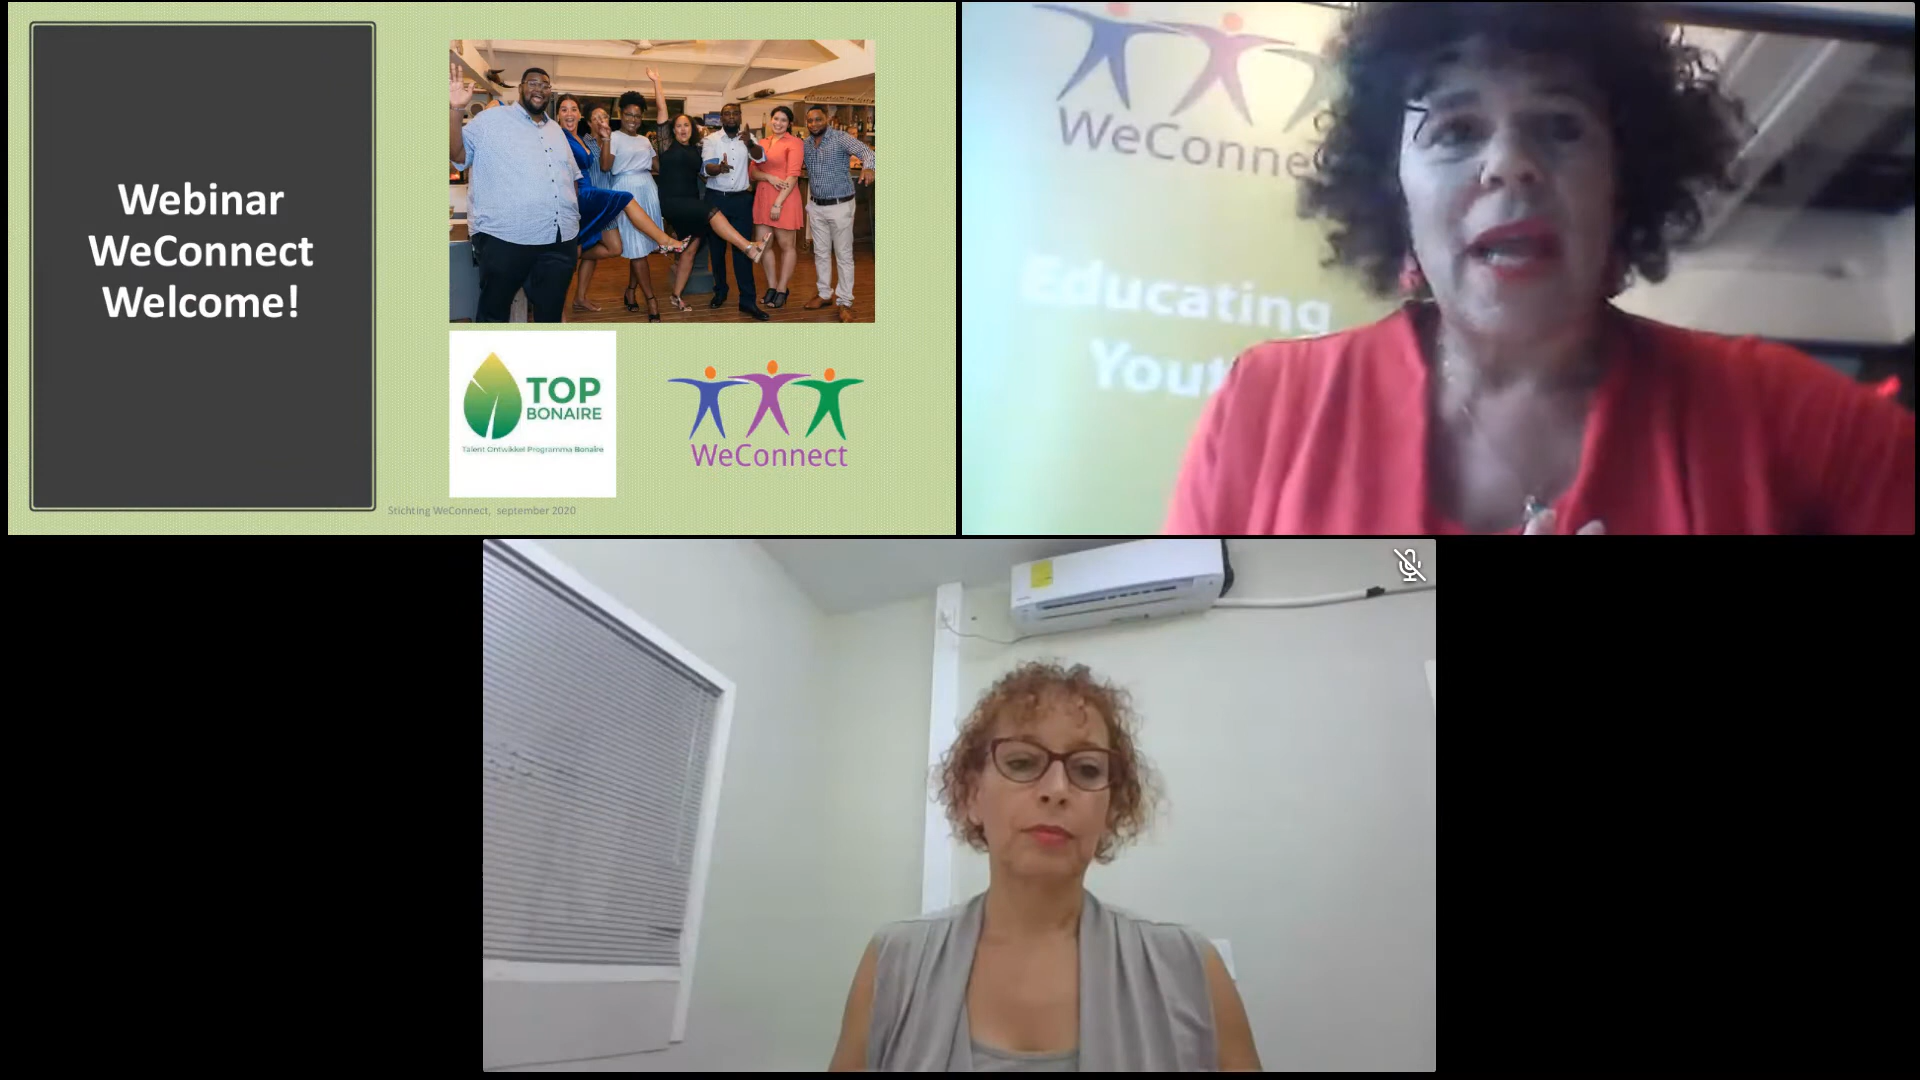 Webinar
WeConnect
Welcome!
TOP
BONAIRE
Talent Ontwikkel Programma Bonaire
WeConnect
Stichting WeConnect, september 2020
WeConne
Educating
You